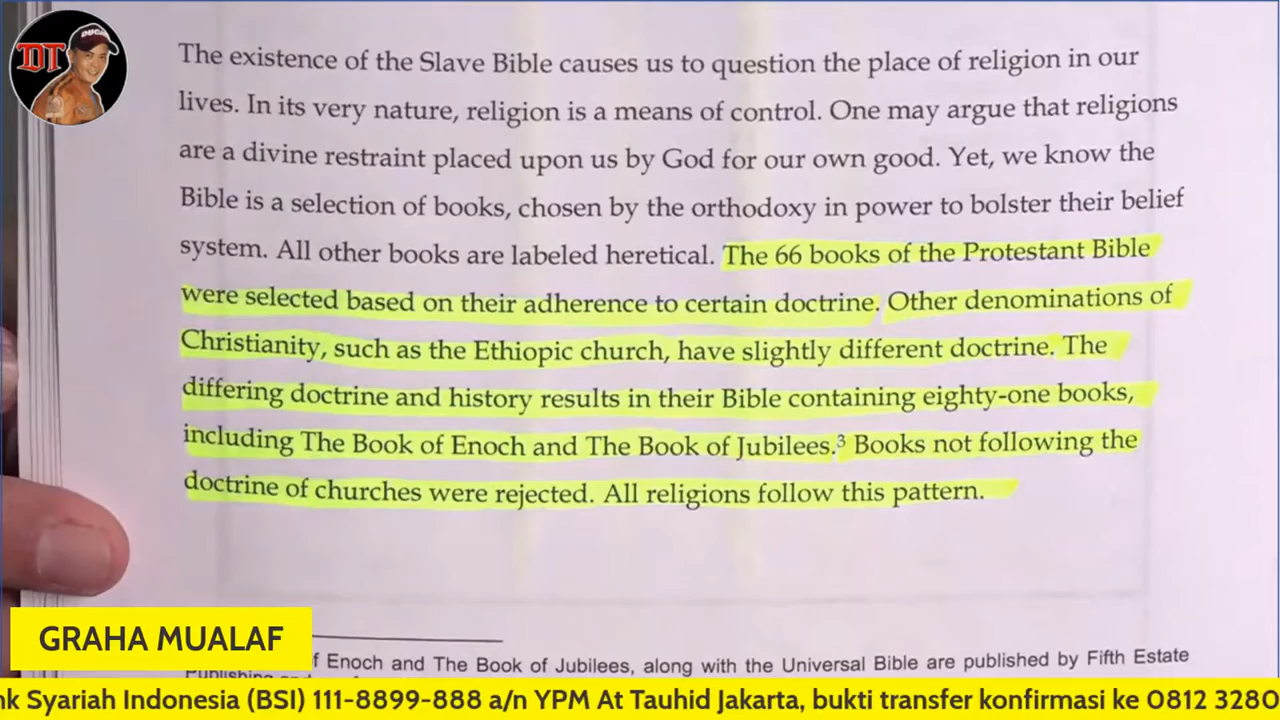 DT
DUCA
The existence of the Slave Bible causes us to question the place of religion in our
lives. In its very nature, religion is a means of control. One may argue that religions
are a divine restraint placed upon us by God for our own good. Yet, we know the
Bible is a selection of books, chosen by the orthodoxy in power to bolster their belief
system. All other books are labeled heretical. The 66 books of the Protestant Bible
were selected based on their adherence to certain doctrine. Other denominations of
Christianity, such as the Ethiopic church, have slightly different doctrine. The
differing doctrine and history results in their Bible containing eighty-one books,
including The Book of Enoch and The Book of Jubilees.³ Books not following the
doctrine of churches were rejected. All religions follow this pattern.
GRAHA MUALAF
f Enoch and The Book of Jubilees, along with the Universal Bible are published by Fifth Estate
Publishing
nk Syariah Indonesia (BSI) 111-8899-888 a/n YPM At Tauhid Jakarta, bukti transfer konfirmasi ke 0812 3280